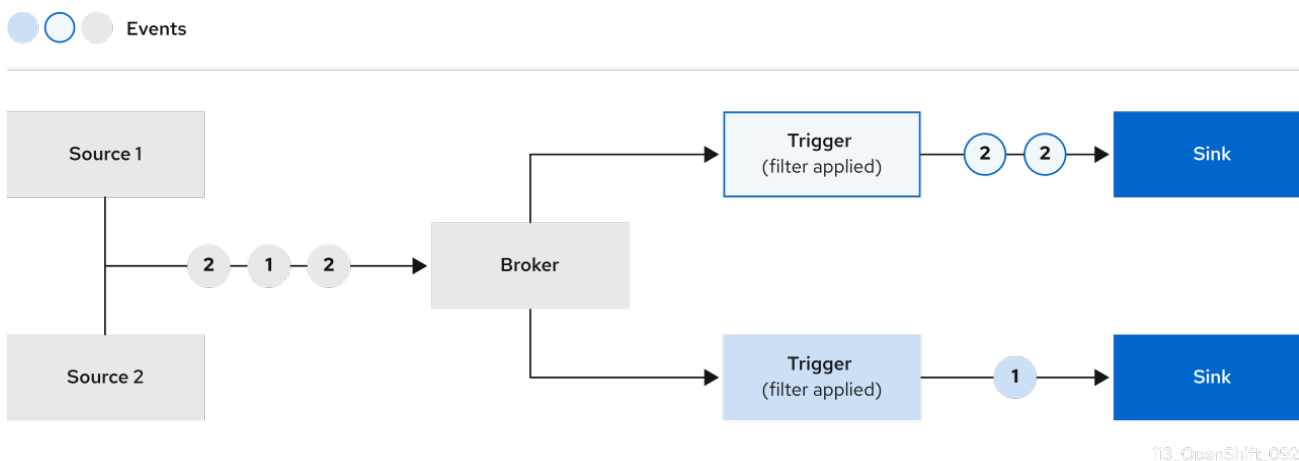 Events
Source 1
Trigger
(filter applied)
2
2
Sink
2
1
2
Broker
Source 2
Trigger
(filter applied)
1
Sink
113_OpenShift_092